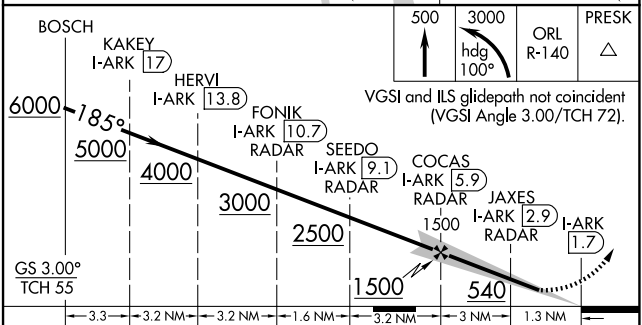 500 3000 ORL PRESK
hdg R-140
100°
BOSCH
KAKEY
I-ARK 17
HERVI
I-ARK 13.8
FONIK
I-ARK 10.7
RADAR
SEEDO
I-ARK 9.1
RADAR
COCAS
I-ARK 5.9
RADAR
1500
JAXES
I-ARK 2.9
RADAR
I-ARK
1.7
VGSI and ILS glidepath not coincident
(VGSI Angle 3.00/TCH 72).
6000 185°
5000
4000
3000
2500
1500
540
GS 3.00°
TCH 55
3.3 3.2 NM 3.2 NM 1.6 NM 3.2 NM 3 NM 1.3 NM